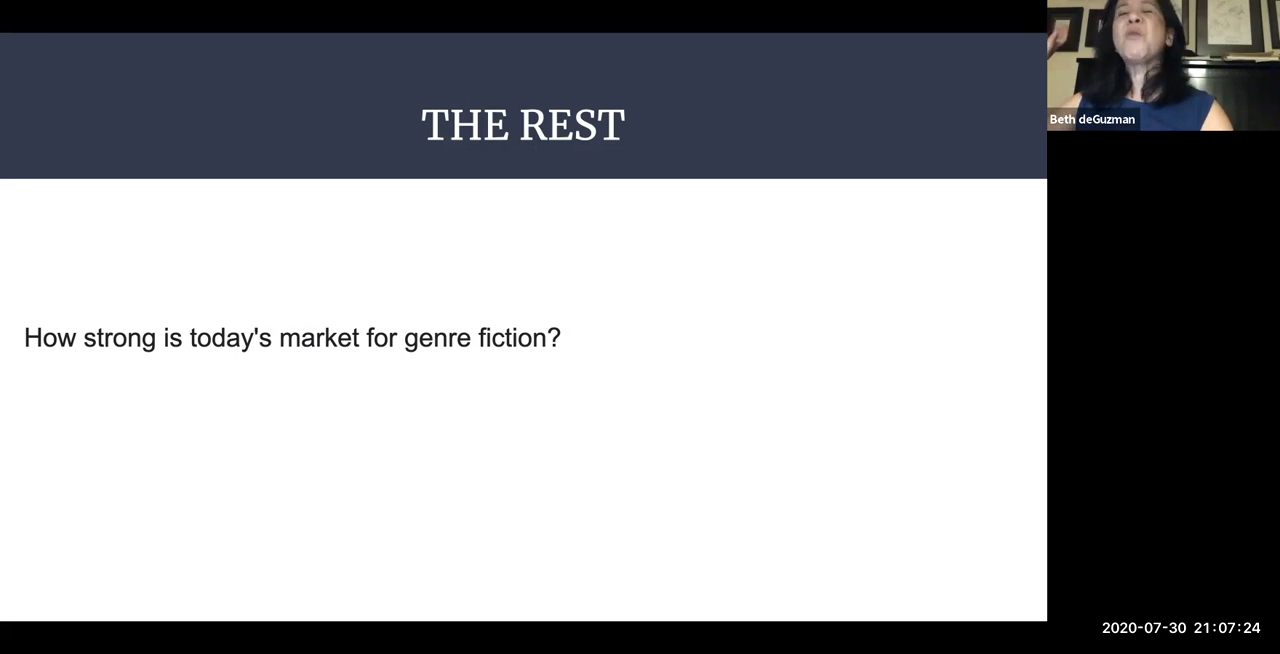 THE REST
Beth deGuzman
How strong is today's market for genre fiction?
2020-07-30 21:07:24